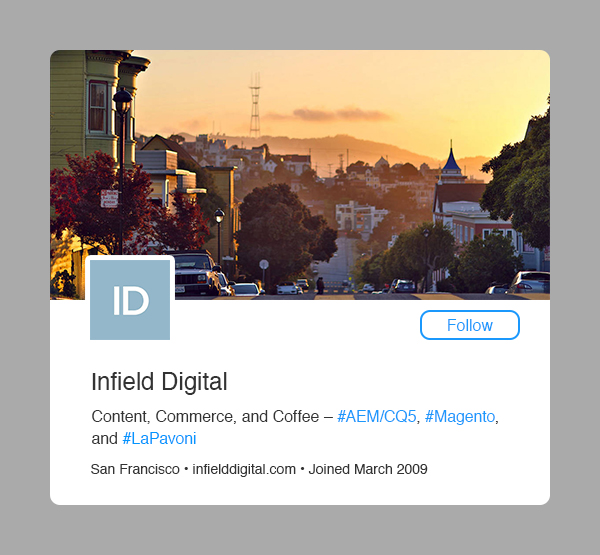 ID
Follow
Infield Digital
Content, Commerce, and Coffee – #AEM/CQ5, #Magento,
and #LaPavoni
San Francisco • infielddigital.com • Joined March 2009